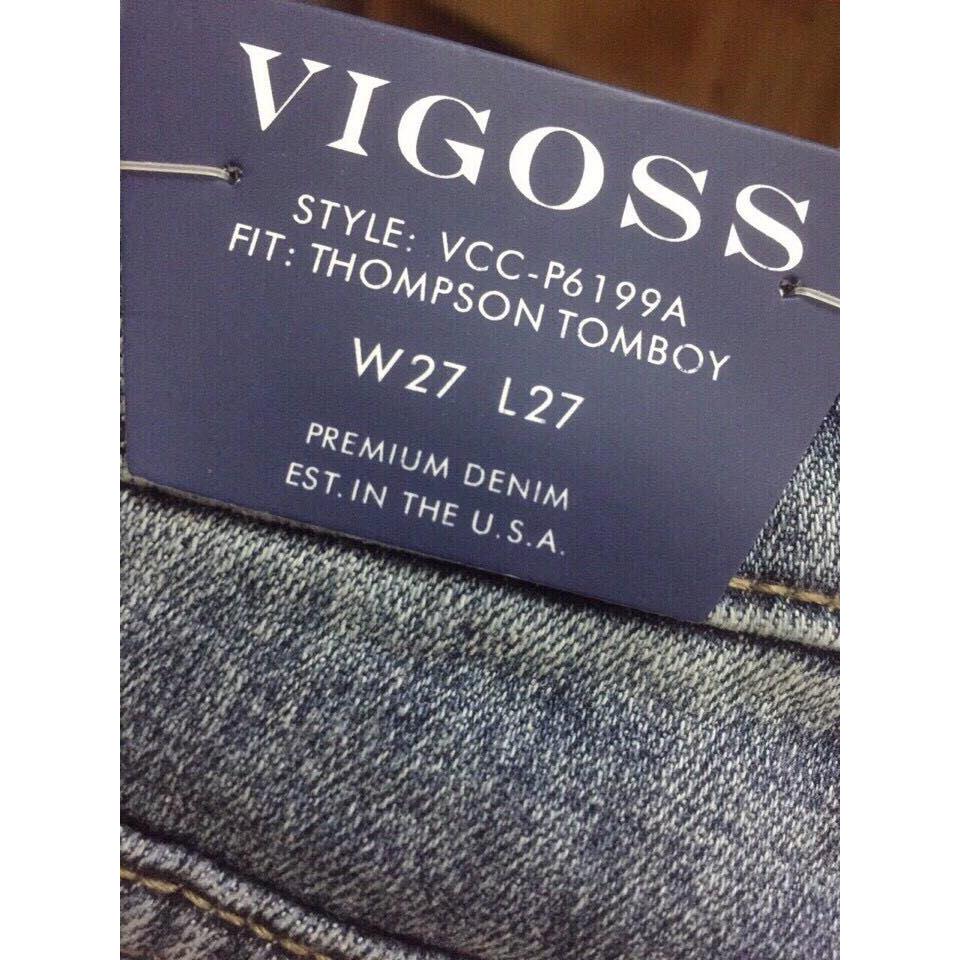 VIGOSS
STYLE: VCC-P6199A
FIT: THOMPSON TOMBOY
W27 L27
PREMIUM DENIM
EST. IN THE U.S.A.